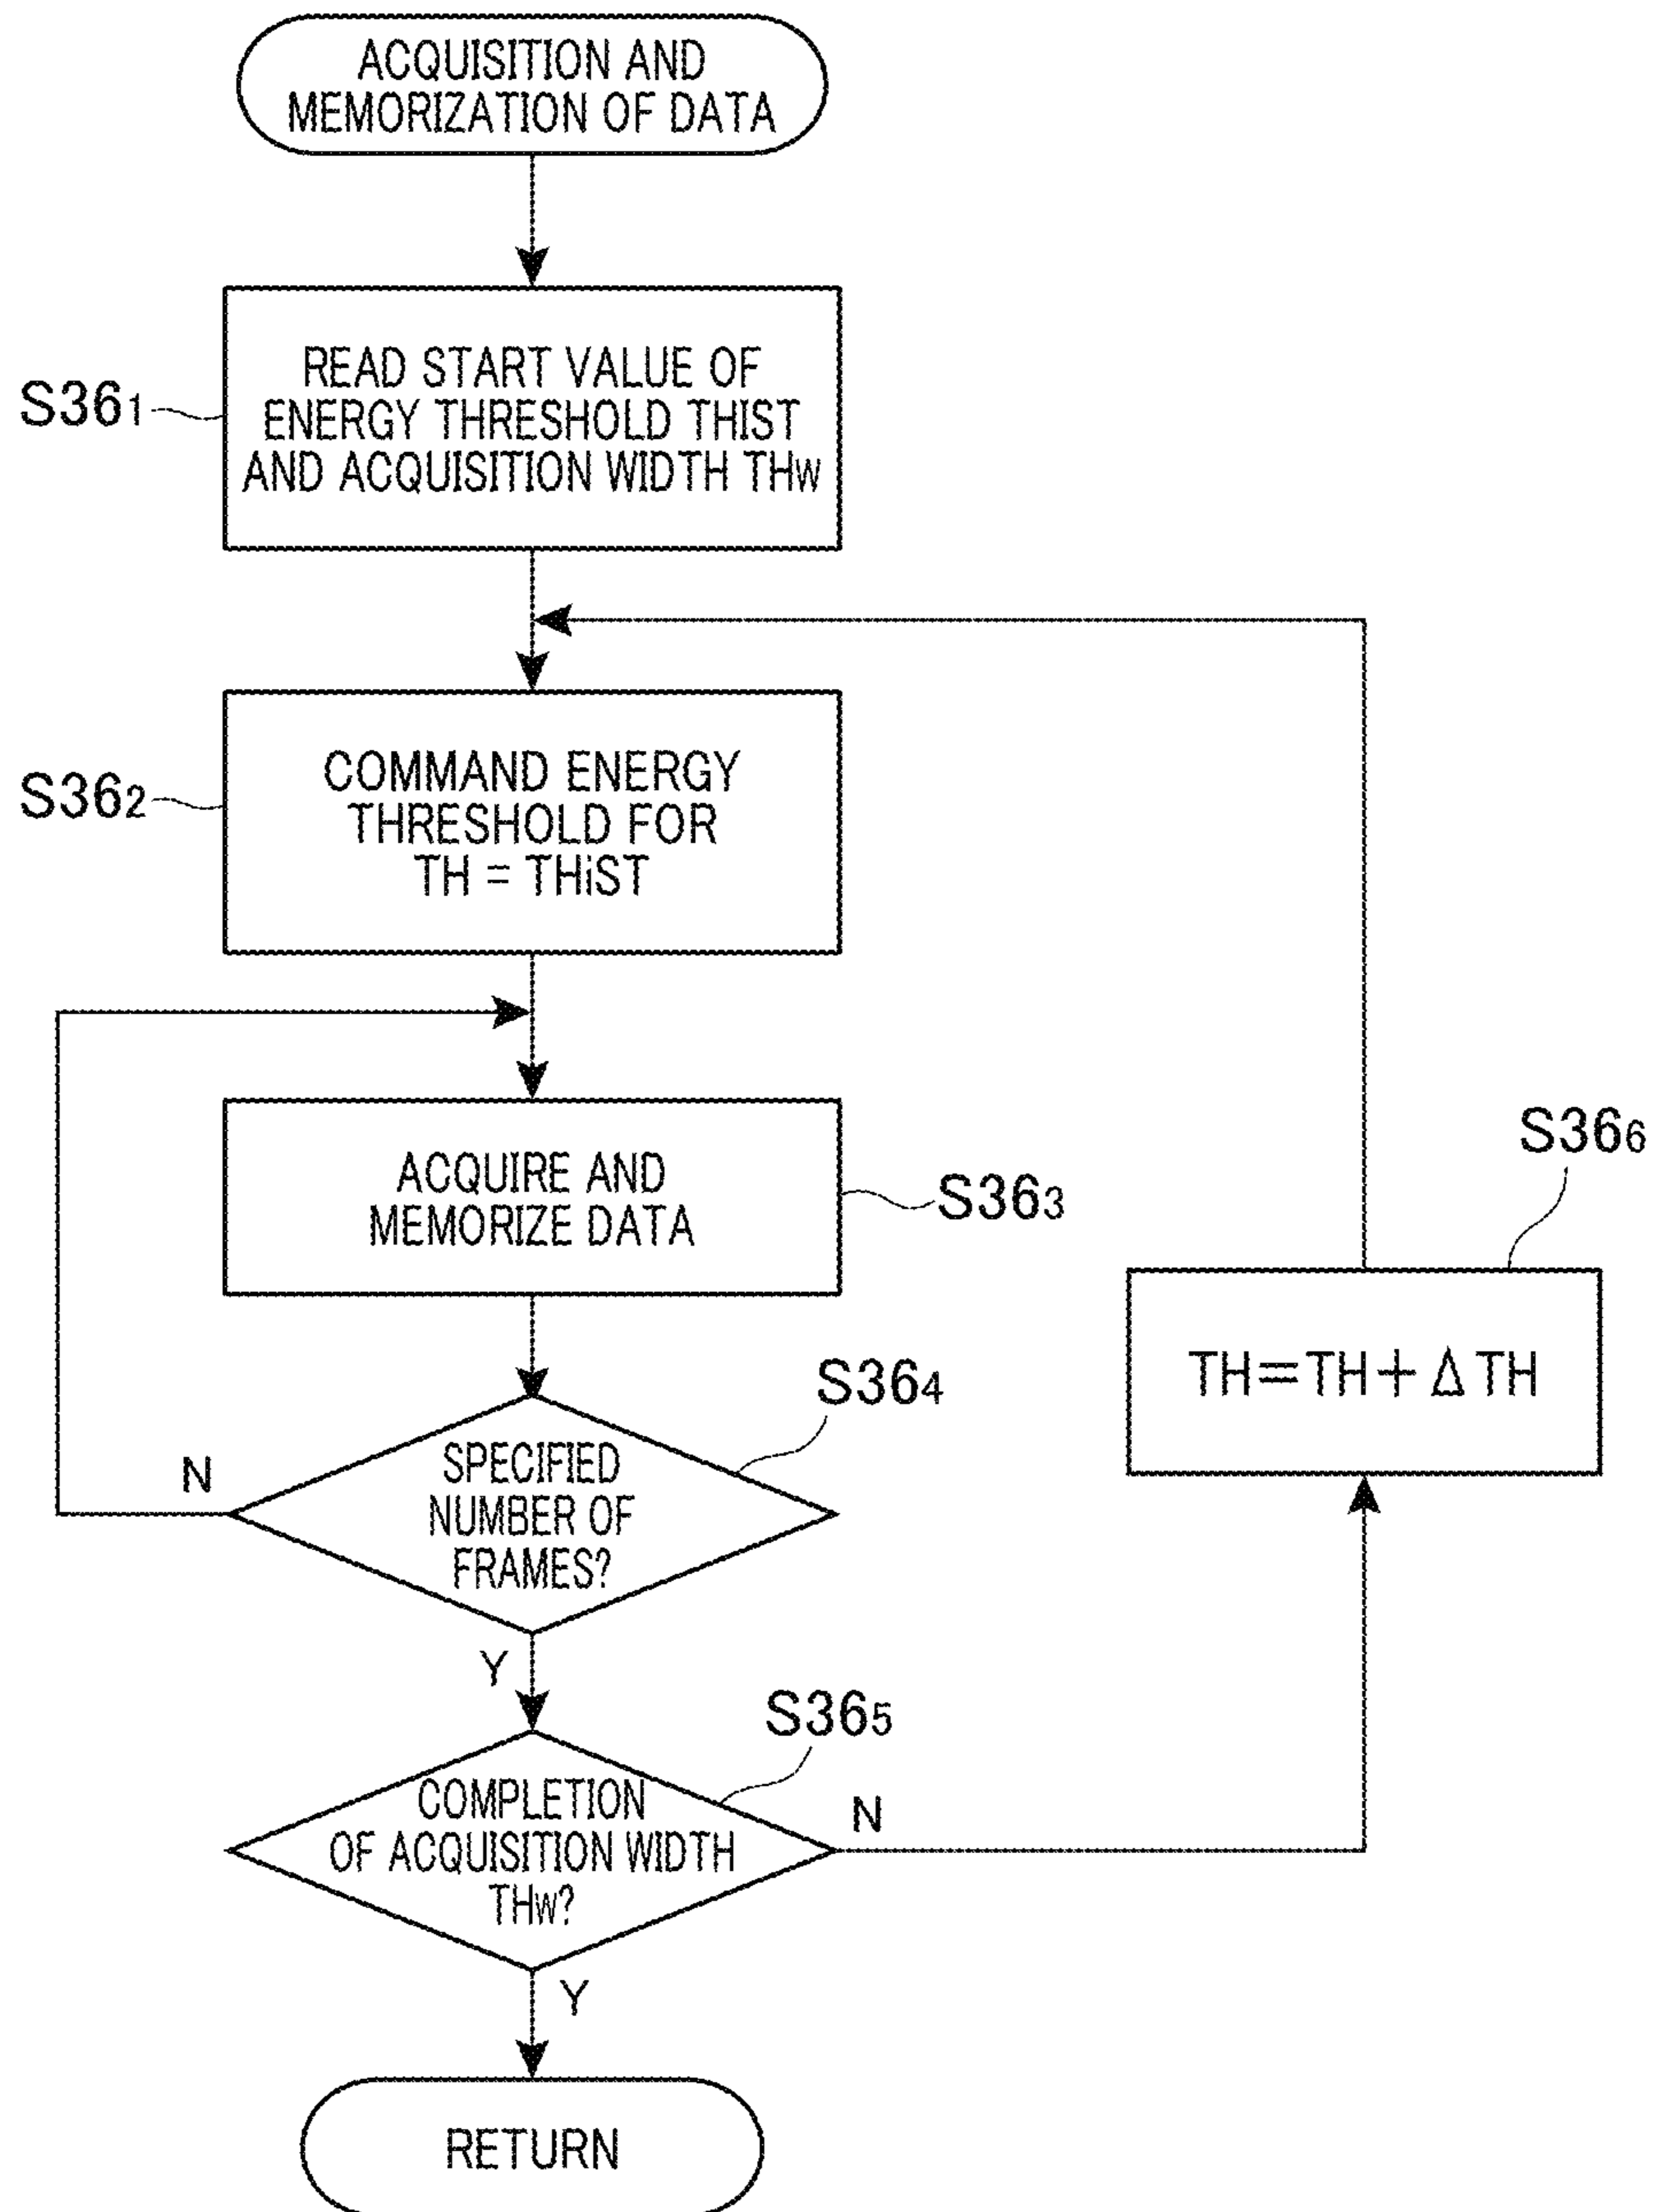 ACQUISITION AND
MEMORIZATION OF DATA
READ START VALUE OF
ENERGY THRESHOLD THIST
AND ACQUISITION WIDTH THW
S361
COMMAND ENERGY
THRESHOLD FOR
TH = THiST
S362
ACQUIRE AND
MEMORIZE DATA
S363
S366
TH=TH+ΔTH
S364
SPECIFIED
NUMBER OF
FRAMES?
N
Y
S365
COMPLETION
OF ACQUISITION WIDTH
THW?
N
Y
RETURN